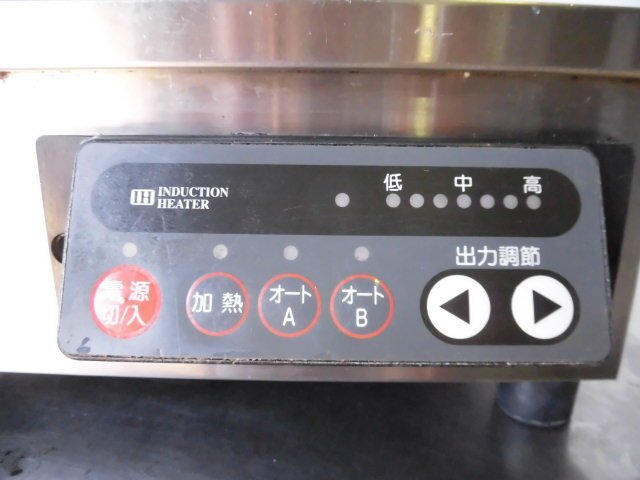 IH INDUCTION
HEATER
低 中 高
出力調節
電源
切/入
加熱
オート
A
オート
B